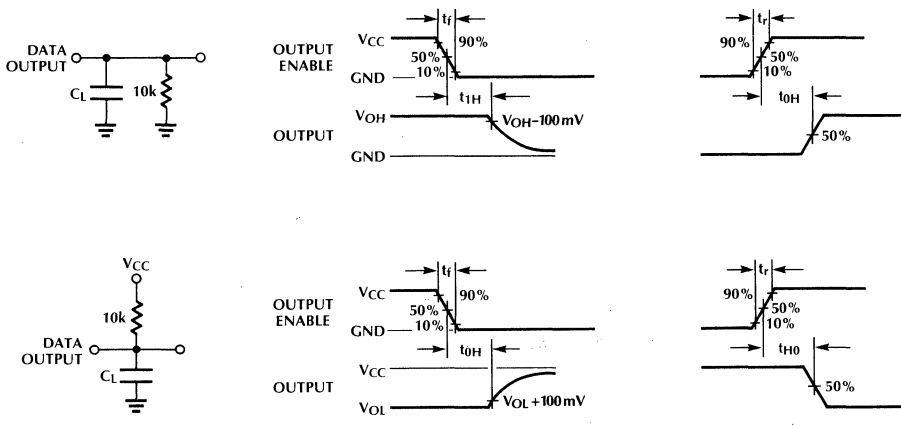 DATA
OUTPUT
CL
10k
OUTPUT
ENABLE
VCC
GND
tf
90%
50%
10%
t1H
OUTPUT
VOH
GND
VOH−100mV
tr
90%
50%
10%
t0H
50%
VCC
10k
DATA
OUTPUT
CL
OUTPUT
ENABLE
VCC
GND
tf
90%
50%
10%
t0H
OUTPUT
VCC
VOL
VOL+100mV
tr
90%
50%
10%
tH0
50%